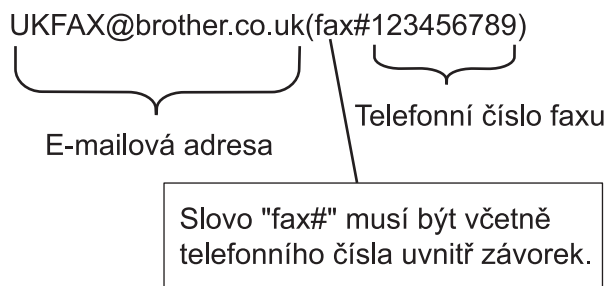 UKFAX@brother.co.uk(fax#123456789)
E-mailová adresa
Telefonní číslo faxu
Slovo "fax#" musí být včetně
telefonního čísla uvnitř závorek.